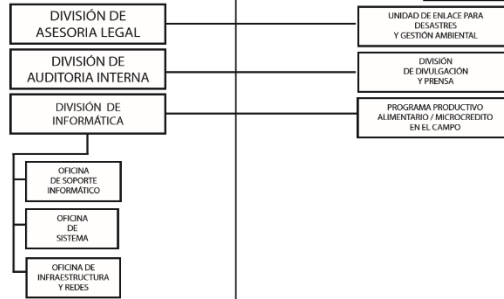 DIVISIÓN DE
ASESORIA LEGAL
UNIDAD DE ENLACE PARA
DESASTRES
Y GESTIÓN AMBIENTAL
DIVISIÓN DE
AUDITORIA INTERNA
DIVISIÓN
DE DIVULGACIÓN
Y PRENSA
DIVISIÓN DE
INFORMÁTICA
PROGRAMA PRODUCTIVO
ALIMENTARIO / MICROCREDITO
EN EL CAMPO
OFICINA
DE SOPORTE
INFORMÁTICO
OFICINA
DE
SISTEMA
OFICINA DE
INFRAESTRUCTURA
Y REDES